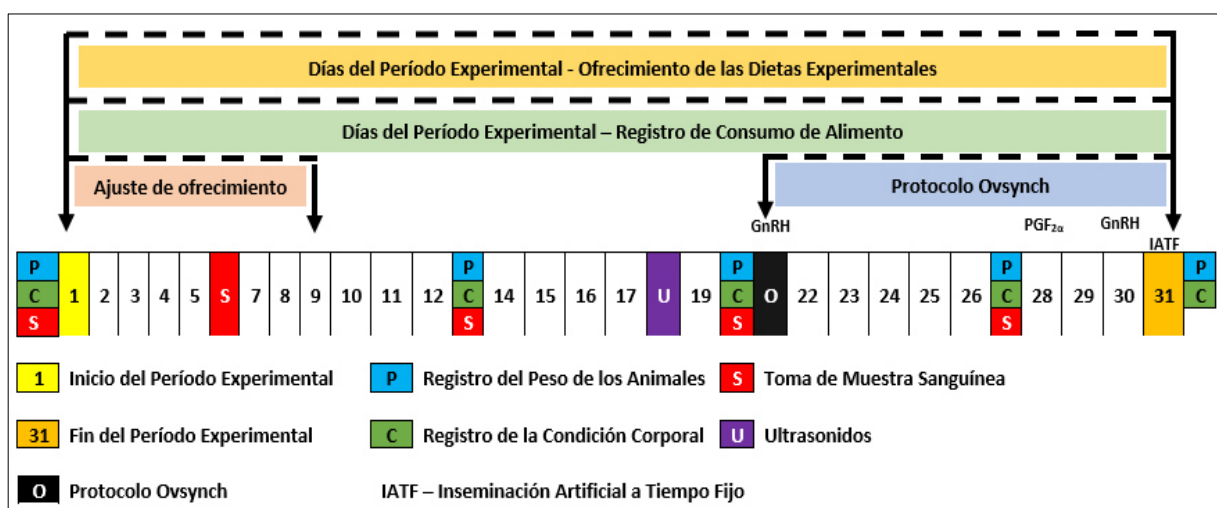 Días del Período Experimental - Ofrecimiento de las Dietas Experimentales
Días del Período Experimental – Registro de Consumo de Alimento
Ajuste de ofrecimiento
Protocolo Ovsynch
GnRH
PGF2α
GnRH
IATF
P
C
S
1
2
3
4
5
S
7
8
9
10
11
12
P
C
S
14
15
16
17
U
19
P
C
S
O
22
23
24
25
26
P
C
S
28
29
30
31
P
C
1 Inicio del Período Experimental
P Registro del Peso de los Animales
S Toma de Muestra Sanguínea
31 Fin del Período Experimental
C Registro de la Condición Corporal
U Ultrasonidos
O Protocolo Ovsynch
IATF – Inseminación Artificial a Tiempo Fijo